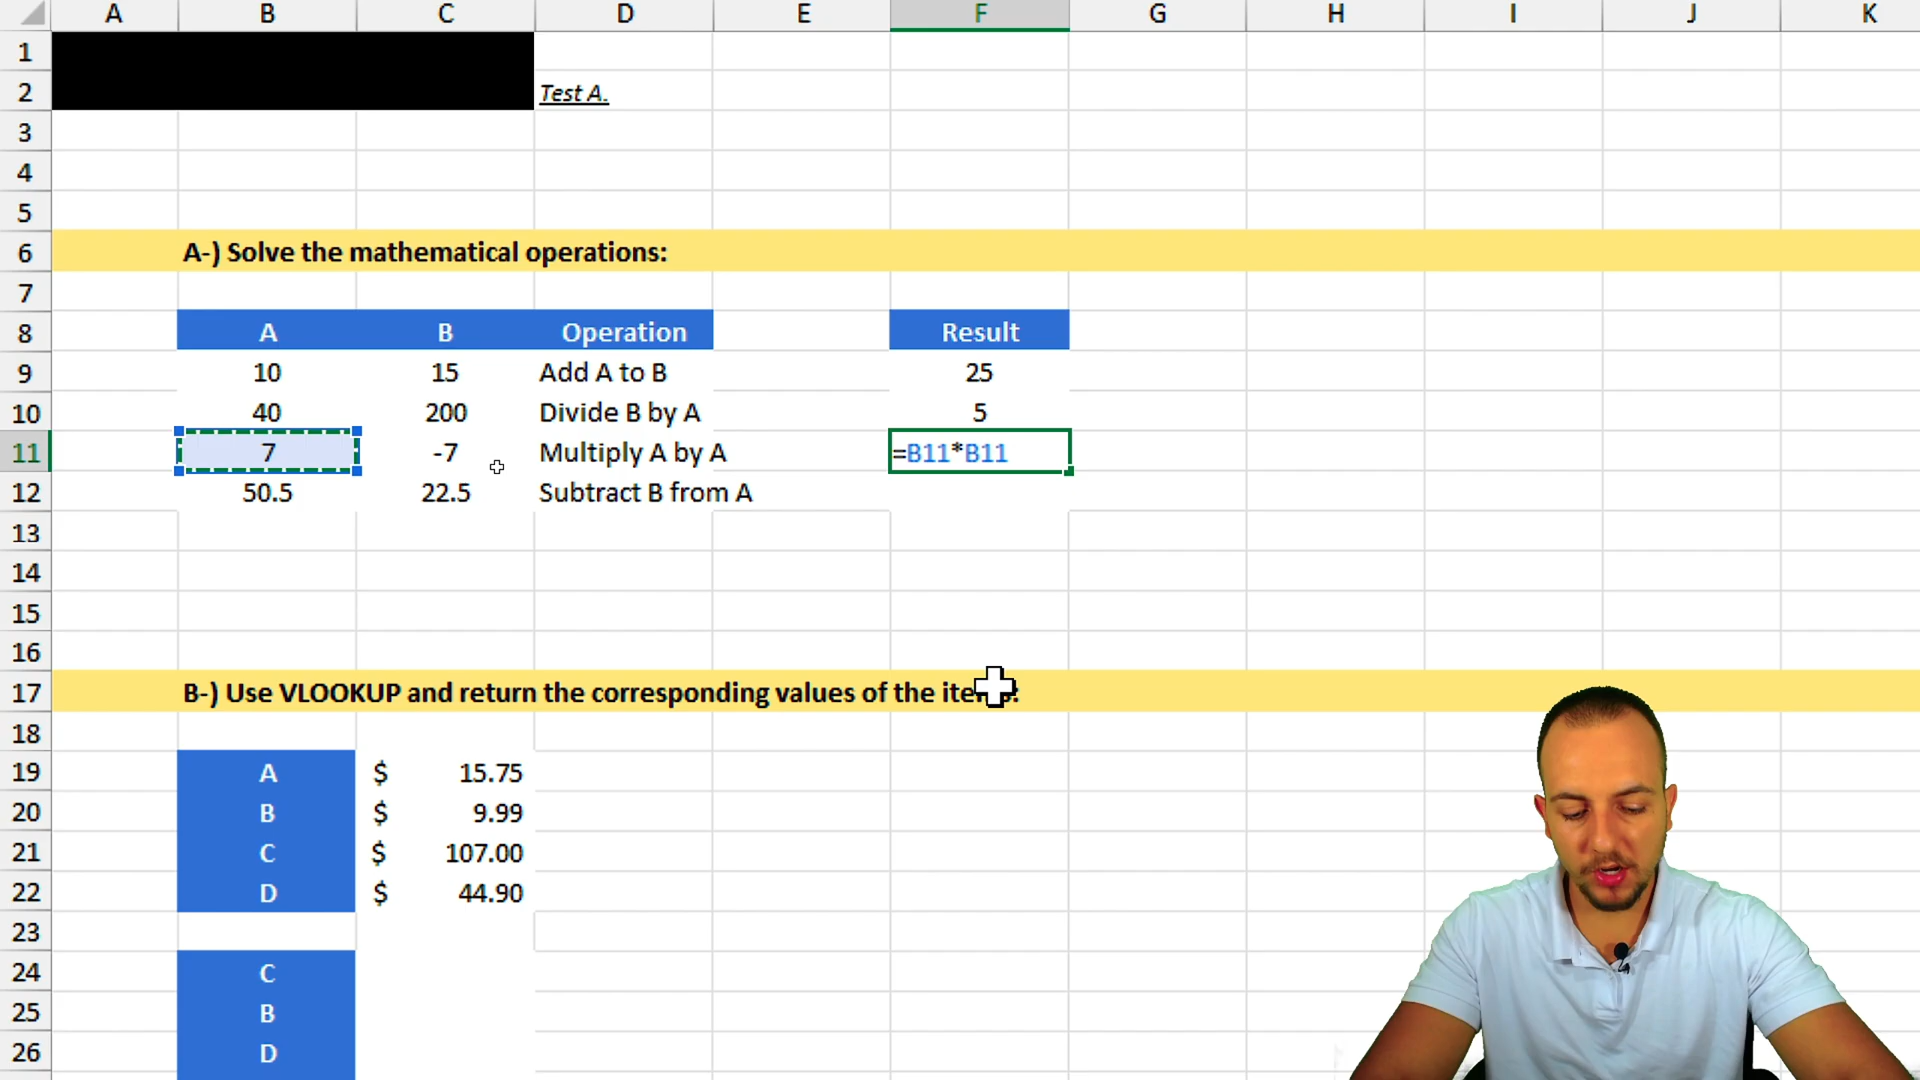 A B C D E F G H I J K
1
2 Test A.
3
4
5
6 A-) Solve the mathematical operations:
7
8 A B Operation Result
9 10 15 Add A to B 25
10 40 200 Divide B by A 5
11 7 -7 Multiply A by A =B11*B11
12 50.5 22.5 Subtract B from A
13
14
15
16
17 B-) Use VLOOKUP and return the corresponding values of the
18
19 A $ 15.75
20 B $ 9.99
21 C $ 107.00
22 D $ 44.90
23
24 C
25 B
26 D